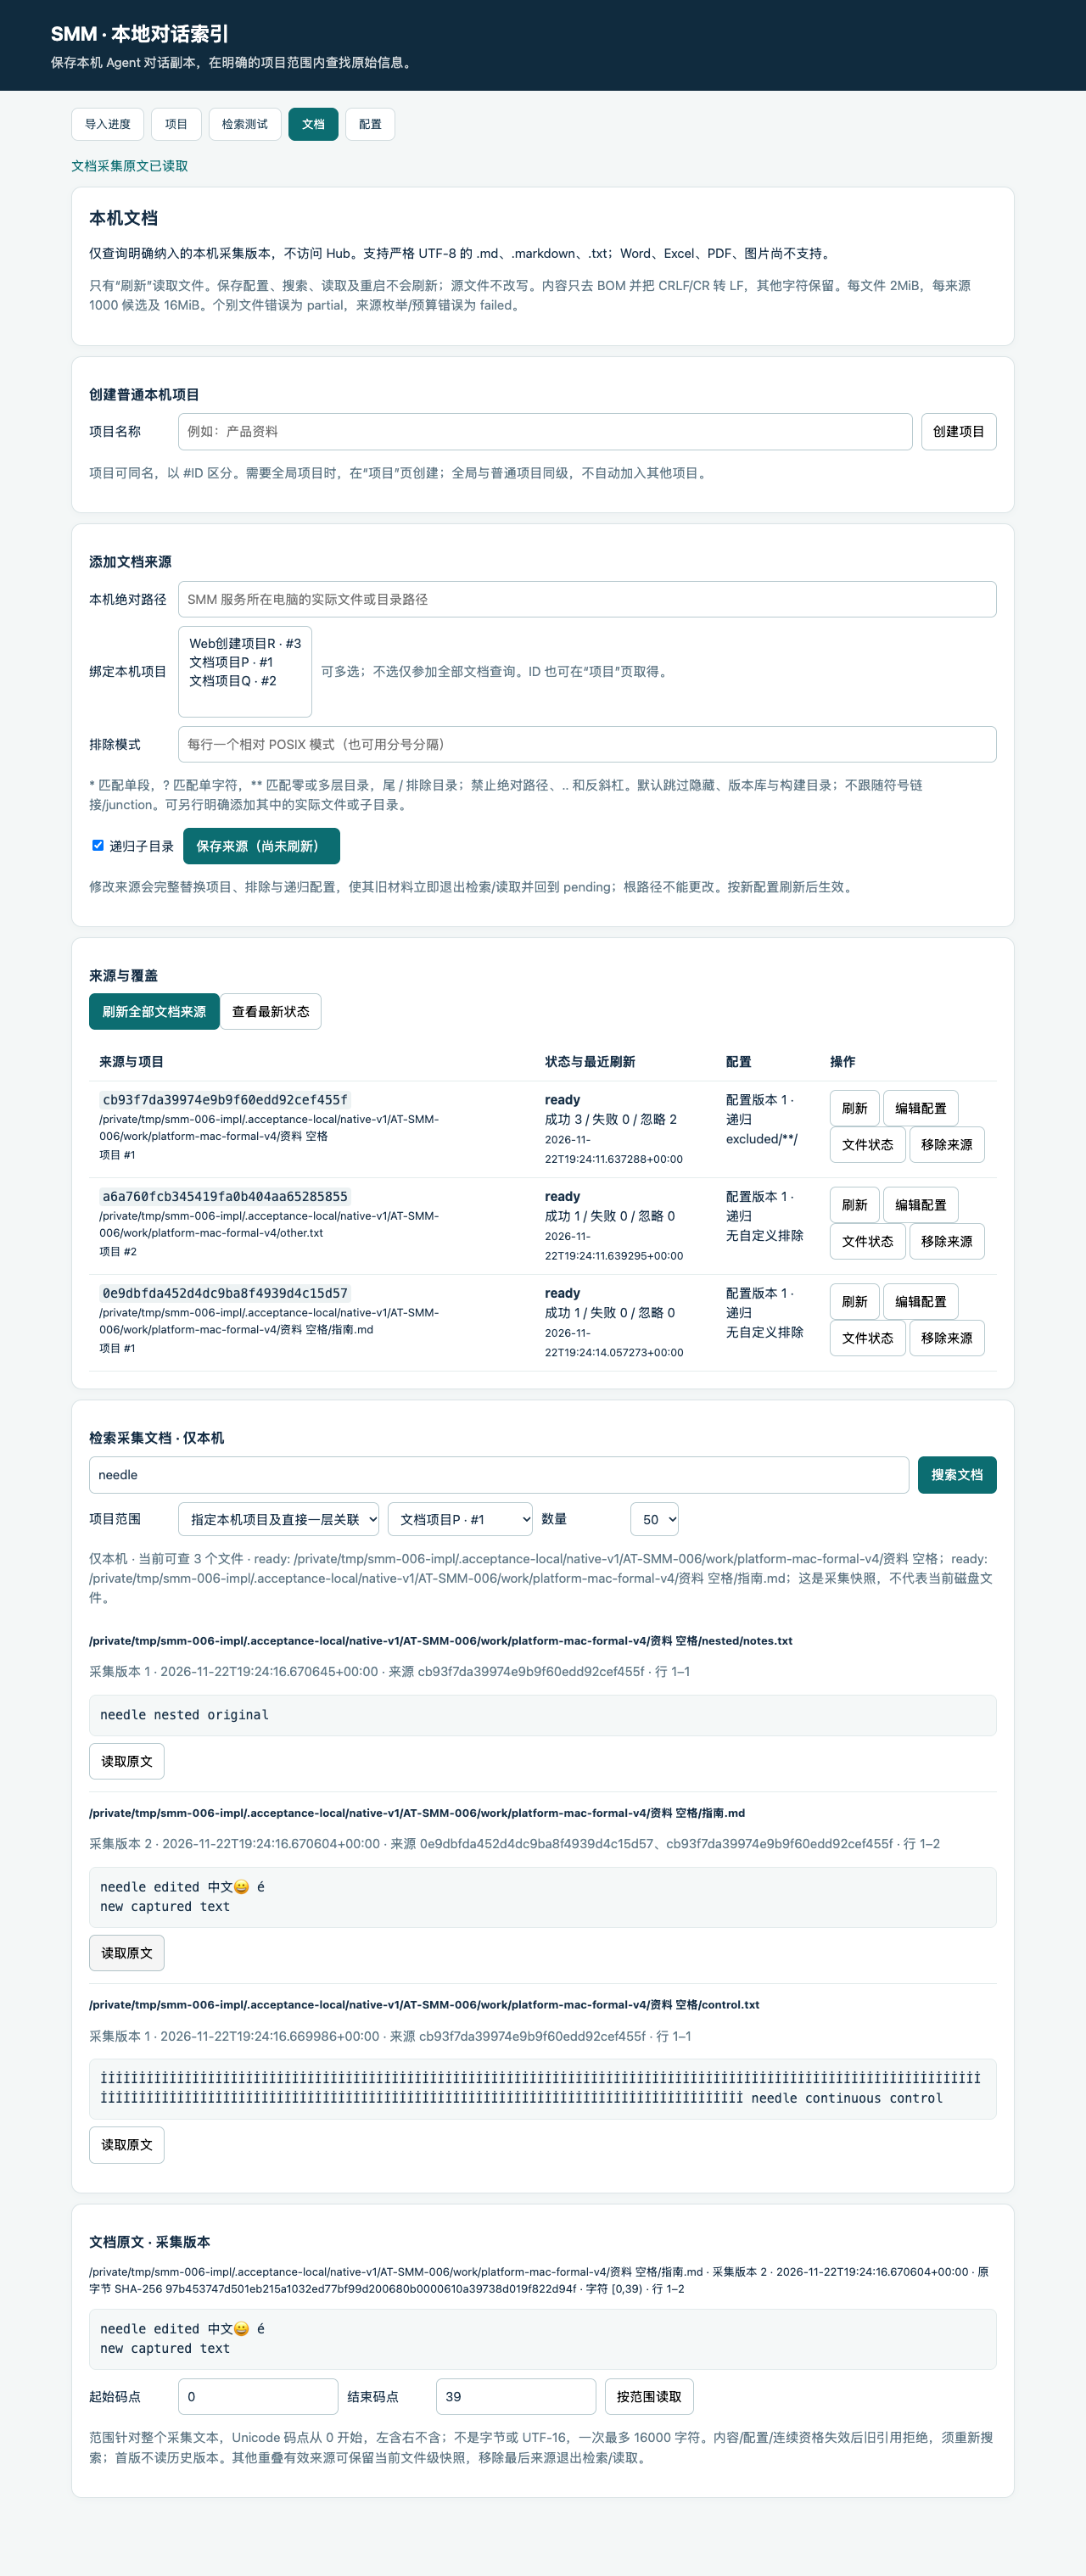 SMM · 本地对话索引
保存本机 Agent 对话副本，在明确的项目范围内查找原始信息。
导入进度 项目 检索测试 文档 配置
文档采集原文已读取
本机文档
仅查询明确纳入的本机采集版本，不访问 Hub。支持严格 UTF-8 的 .md、.markdown、.txt；Word、Excel、PDF、图片尚不支持。
只有“刷新”读取文件。保存配置、搜索、读取及重启不会刷新；源文件不改写。内容只去 BOM 并把 CRLF/CR 转 LF，其他字符保留。每文件 2MiB，每来源
1000 候选及 16MiB。个别文件错误为 partial，来源枚举/预算错误为 failed。
创建普通本机项目
项目名称 例如：产品资料 创建项目
项目可同名，以 #ID 区分。需要全局项目时，在“项目”页创建；全局与普通项目同级，不自动加入其他项目。
添加文档来源
本机绝对路径 SMM 服务所在电脑的实际文件或目录路径
Web创建项目R · #3
文档项目P · #1
文档项目Q · #2
绑定本机项目 可多选；不选仅参加全部文档查询。ID 也可在“项目”页取得。
排除模式 每行一个相对 POSIX 模式（也可用分号分隔）
* 匹配单段，? 匹配单字符，** 匹配零或多层目录，尾 / 排除目录；禁止绝对路径、.. 和反斜杠。默认跳过隐藏、版本库与构建目录；不跟随符号链
接/junction。可另行明确添加其中的实际文件或子目录。
递归子目录 保存来源（尚未刷新）
修改来源会完整替换项目、排除与递归配置，使其旧材料立即退出检索/读取并回到 pending；根路径不能更改。按新配置刷新后生效。
来源与覆盖
刷新全部文档来源 查看最新状态
来源与项目 状态与最近刷新 配置 操作
cb93f7da39974e9b9f60edd92cef455f
/private/tmp/smm-006-impl/.acceptance-local/native-v1/AT-SMM-
006/work/platform-mac-formal-v4/资料 空格
项目 #1
ready
成功 3 / 失败 0 / 忽略 2
2026-11-
22T19:24:11.637288+00:00
配置版本 1 ·
递归
excluded/**/
刷新 编辑配置
文件状态 移除来源
a6a760fcb345419fa0b404aa65285855
/private/tmp/smm-006-impl/.acceptance-local/native-v1/AT-SMM-
006/work/platform-mac-formal-v4/other.txt
项目 #2
ready
成功 1 / 失败 0 / 忽略 0
2026-11-
22T19:24:11.639295+00:00
配置版本 1 ·
递归
无自定义排除
刷新 编辑配置
文件状态 移除来源
0e9dbfda452d4dc9ba8f4939d4c15d57
/private/tmp/smm-006-impl/.acceptance-local/native-v1/AT-SMM-
006/work/platform-mac-formal-v4/资料 空格/指南.md
项目 #1
ready
成功 1 / 失败 0 / 忽略 0
2026-11-
22T19:24:14.057273+00:00
配置版本 1 ·
递归
无自定义排除
刷新 编辑配置
文件状态 移除来源
检索采集文档 · 仅本机
needle 搜索文档
项目范围 指定本机项目及直接一层关联 文档项目P · #1 数量 50
仅本机 · 当前可查 3 个文件 · ready: /private/tmp/smm-006-impl/.acceptance-local/native-v1/AT-SMM-006/work/platform-mac-formal-v4/资料 空格；ready:
/private/tmp/smm-006-impl/.acceptance-local/native-v1/AT-SMM-006/work/platform-mac-formal-v4/资料 空格/指南.md；这是采集快照，不代表当前磁盘文
件。
/private/tmp/smm-006-impl/.acceptance-local/native-v1/AT-SMM-006/work/platform-mac-formal-v4/资料 空格/nested/notes.txt
采集版本 1 · 2026-11-22T19:24:16.670645+00:00 · 来源 cb93f7da39974e9b9f60edd92cef455f · 行 1–1
needle nested original
读取原文
/private/tmp/smm-006-impl/.acceptance-local/native-v1/AT-SMM-006/work/platform-mac-formal-v4/资料 空格/指南.md
采集版本 2 · 2026-11-22T19:24:16.670604+00:00 · 来源 0e9dbfda452d4dc9ba8f4939d4c15d57、cb93f7da39974e9b9f60edd92cef455f · 行 1–2
needle edited 中文😀 é
new captured text
读取原文
/private/tmp/smm-006-impl/.acceptance-local/native-v1/AT-SMM-006/work/platform-mac-formal-v4/资料 空格/control.txt
采集版本 1 · 2026-11-22T19:24:16.669986+00:00 · 来源 cb93f7da39974e9b9f60edd92cef455f · 行 1–1
needle continuous control
读取原文
文档原文 · 采集版本
/private/tmp/smm-006-impl/.acceptance-local/native-v1/AT-SMM-006/work/platform-mac-formal-v4/资料 空格/指南.md · 采集版本 2 · 2026-11-22T19:24:16.670604+00:00 · 原
字节 SHA-256 97b453747d501eb215a1032ed77bf99d200680b0000610a39738d019f822d94f · 字符 [0,39) · 行 1–2
needle edited 中文😀 é
new captured text
起始码点 0 结束码点 39 按范围读取
范围针对整个采集文本，Unicode 码点从 0 开始，左含右不含；不是字节或 UTF-16，一次最多 16000 字符。内容/配置/连续资格失效后旧引用拒绝，须重新搜
索；首版不读历史版本。其他重叠有效来源可保留当前文件级快照，移除最后来源退出检索/读取。